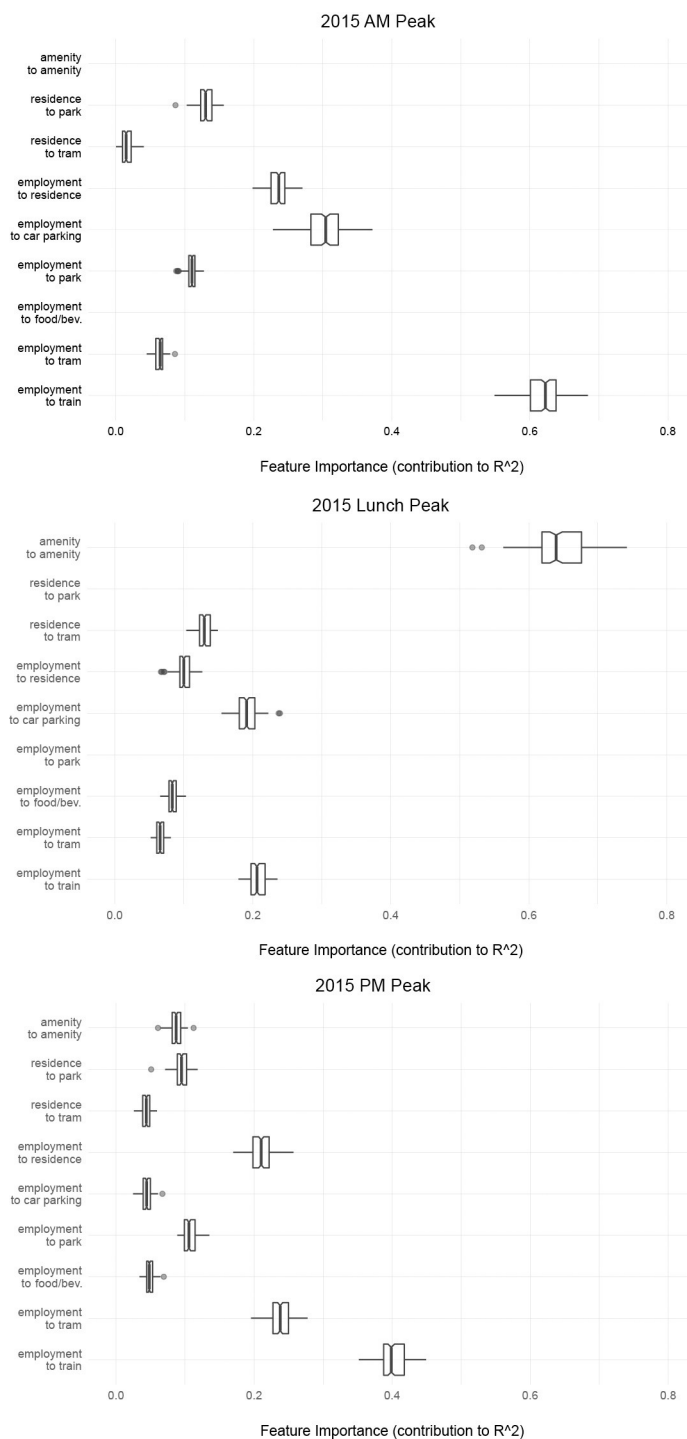 2015 AM Peak
amenity
to amenity
residence
to park
residence
to tram
employment
to residence
employment
to car parking
employment
to park
employment
to food/bev.
employment
to tram
employment
to train
0.0 0.2 0.4 0.6 0.8
Feature Importance (contribution to R^2)
2015 Lunch Peak
amenity
to amenity
residence
to park
residence
to tram
employment
to residence
employment
to car parking
employment
to park
employment
to food/bev.
employment
to tram
employment
to train
0.0 0.2 0.4 0.6 0.8
Feature Importance (contribution to R^2)
2015 PM Peak
amenity
to amenity
residence
to park
residence
to tram
employment
to residence
employment
to car parking
employment
to park
employment
to food/bev.
employment
to tram
employment
to train
0.0 0.2 0.4 0.6 0.8
Feature Importance (contribution to R^2)